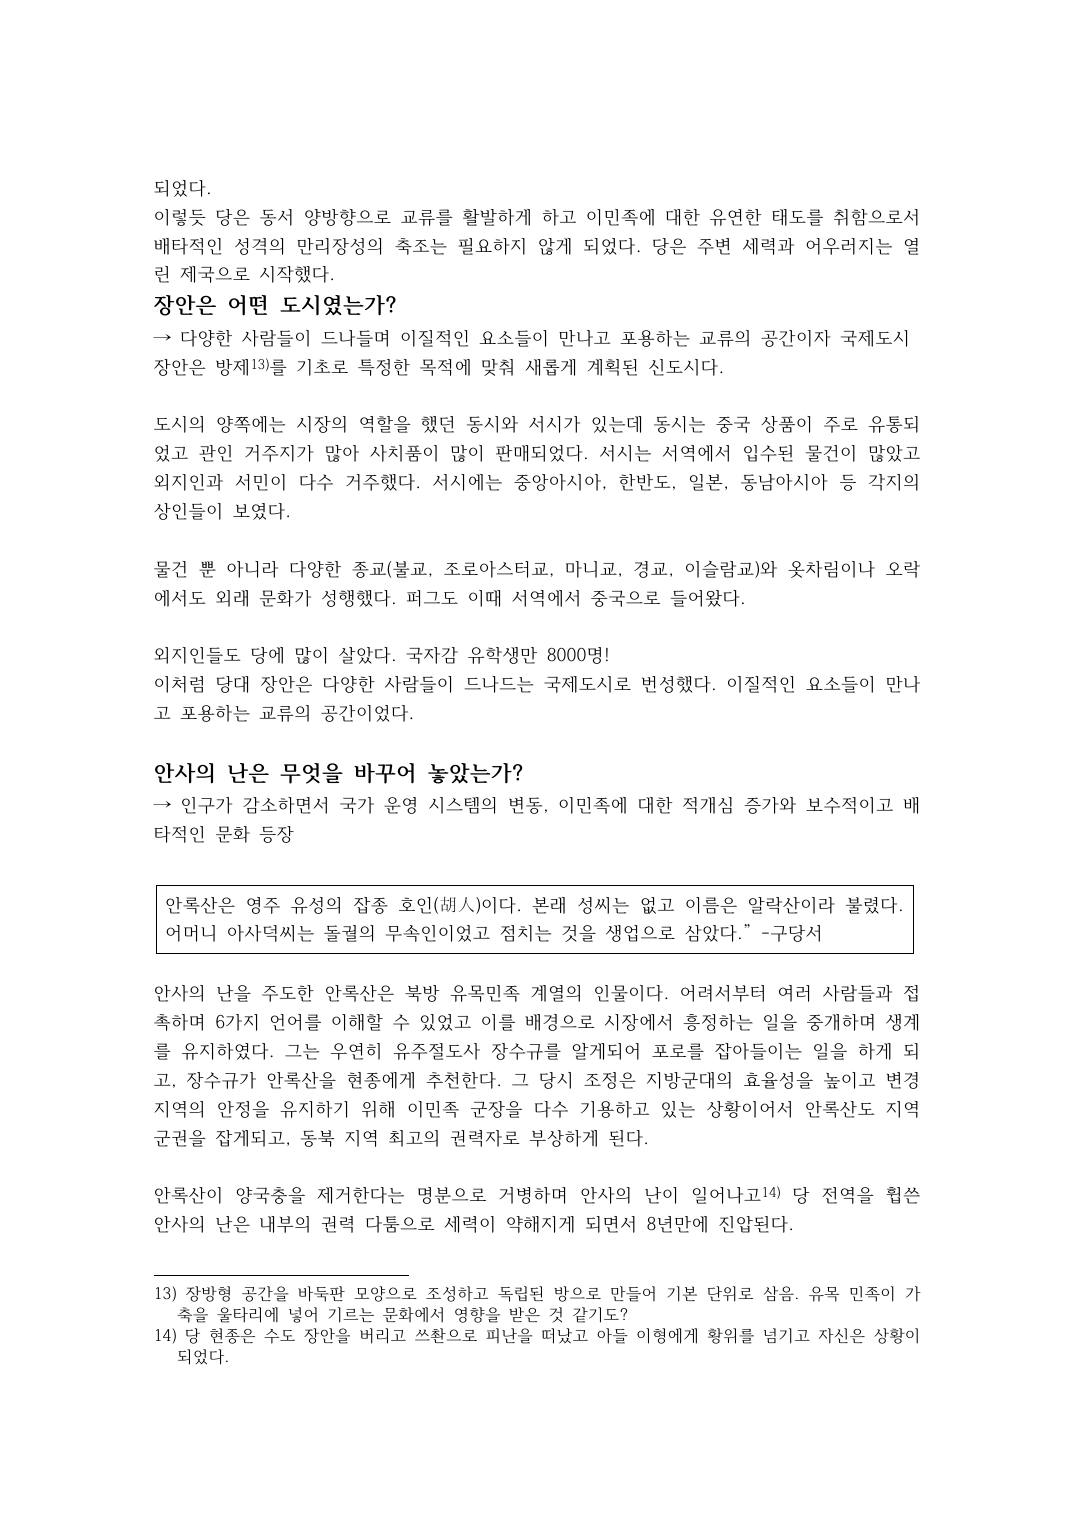 되었다.
이렇듯 당은 동서 양방향으로 교류를 활발하게 하고 이민족에 대한 유연한 태도를 취함으로서
배타적인 성격의 만리장성의 축조는 필요하지 않게 되었다. 당은 주변 세력과 어우러지는 열
린 제국으로 시작했다.
장안은 어떤 도시였는가?
→ 다양한 사람들이 드나들며 이질적인 요소들이 만나고 포용하는 교류의 공간이자 국제도시
장안은 방제13)를 기초로 특정한 목적에 맞춰 새롭게 계획된 신도시다.
도시의 양쪽에는 시장의 역할을 했던 동시와 서시가 있는데 동시는 중국 상품이 주로 유통되
었고 관인 거주지가 많아 사치품이 많이 판매되었다. 서시는 서역에서 입수된 물건이 많았고
외지인과 서민이 다수 거주했다. 서시에는 중앙아시아, 한반도, 일본, 동남아시아 등 각지의
상인들이 보였다.
물건 뿐 아니라 다양한 종교(불교, 조로아스터교, 마니교, 경교, 이슬람교)와 옷차림이나 오락
에서도 외래 문화가 성행했다. 퍼그도 이때 서역에서 중국으로 들어왔다.
외지인들도 당에 많이 살았다. 국자감 유학생만 8000명!
이처럼 당대 장안은 다양한 사람들이 드나드는 국제도시로 번성했다. 이질적인 요소들이 만나
고 포용하는 교류의 공간이었다.
안사의 난은 무엇을 바꾸어 놓았는가?
→ 인구가 감소하면서 국가 운영 시스템의 변동, 이민족에 대한 적개심 증가와 보수적이고 배
타적인 문화 등장
안록산은 영주 유성의 잡종 호인(胡人)이다. 본래 성씨는 없고 이름은 알락산이라 불렸다.
어머니 아사덕씨는 돌궐의 무속인이었고 점치는 것을 생업으로 삼았다.” -구당서
안사의 난을 주도한 안록산은 북방 유목민족 계열의 인물이다. 어려서부터 여러 사람들과 접
촉하며 6가지 언어를 이해할 수 있었고 이를 배경으로 시장에서 흥정하는 일을 중개하며 생계
를 유지하였다. 그는 우연히 유주절도사 장수규를 알게되어 포로를 잡아들이는 일을 하게 되
고, 장수규가 안록산을 현종에게 추천한다. 그 당시 조정은 지방군대의 효율성을 높이고 변경
지역의 안정을 유지하기 위해 이민족 군장을 다수 기용하고 있는 상황이어서 안록산도 지역
군권을 잡게되고, 동북 지역 최고의 권력자로 부상하게 된다.
안록산이 양국충을 제거한다는 명분으로 거병하며 안사의 난이 일어나고14) 당 전역을 휩쓴
안사의 난은 내부의 권력 다툼으로 세력이 약해지게 되면서 8년만에 진압된다.
13) 장방형 공간을 바둑판 모양으로 조성하고 독립된 방으로 만들어 기본 단위로 삼음. 유목 민족이 가
축을 울타리에 넣어 기르는 문화에서 영향을 받은 것 같기도?
14) 당 현종은 수도 장안을 버리고 쓰촨으로 피난을 떠났고 아들 이형에게 황위를 넘기고 자신은 상황이
되었다.